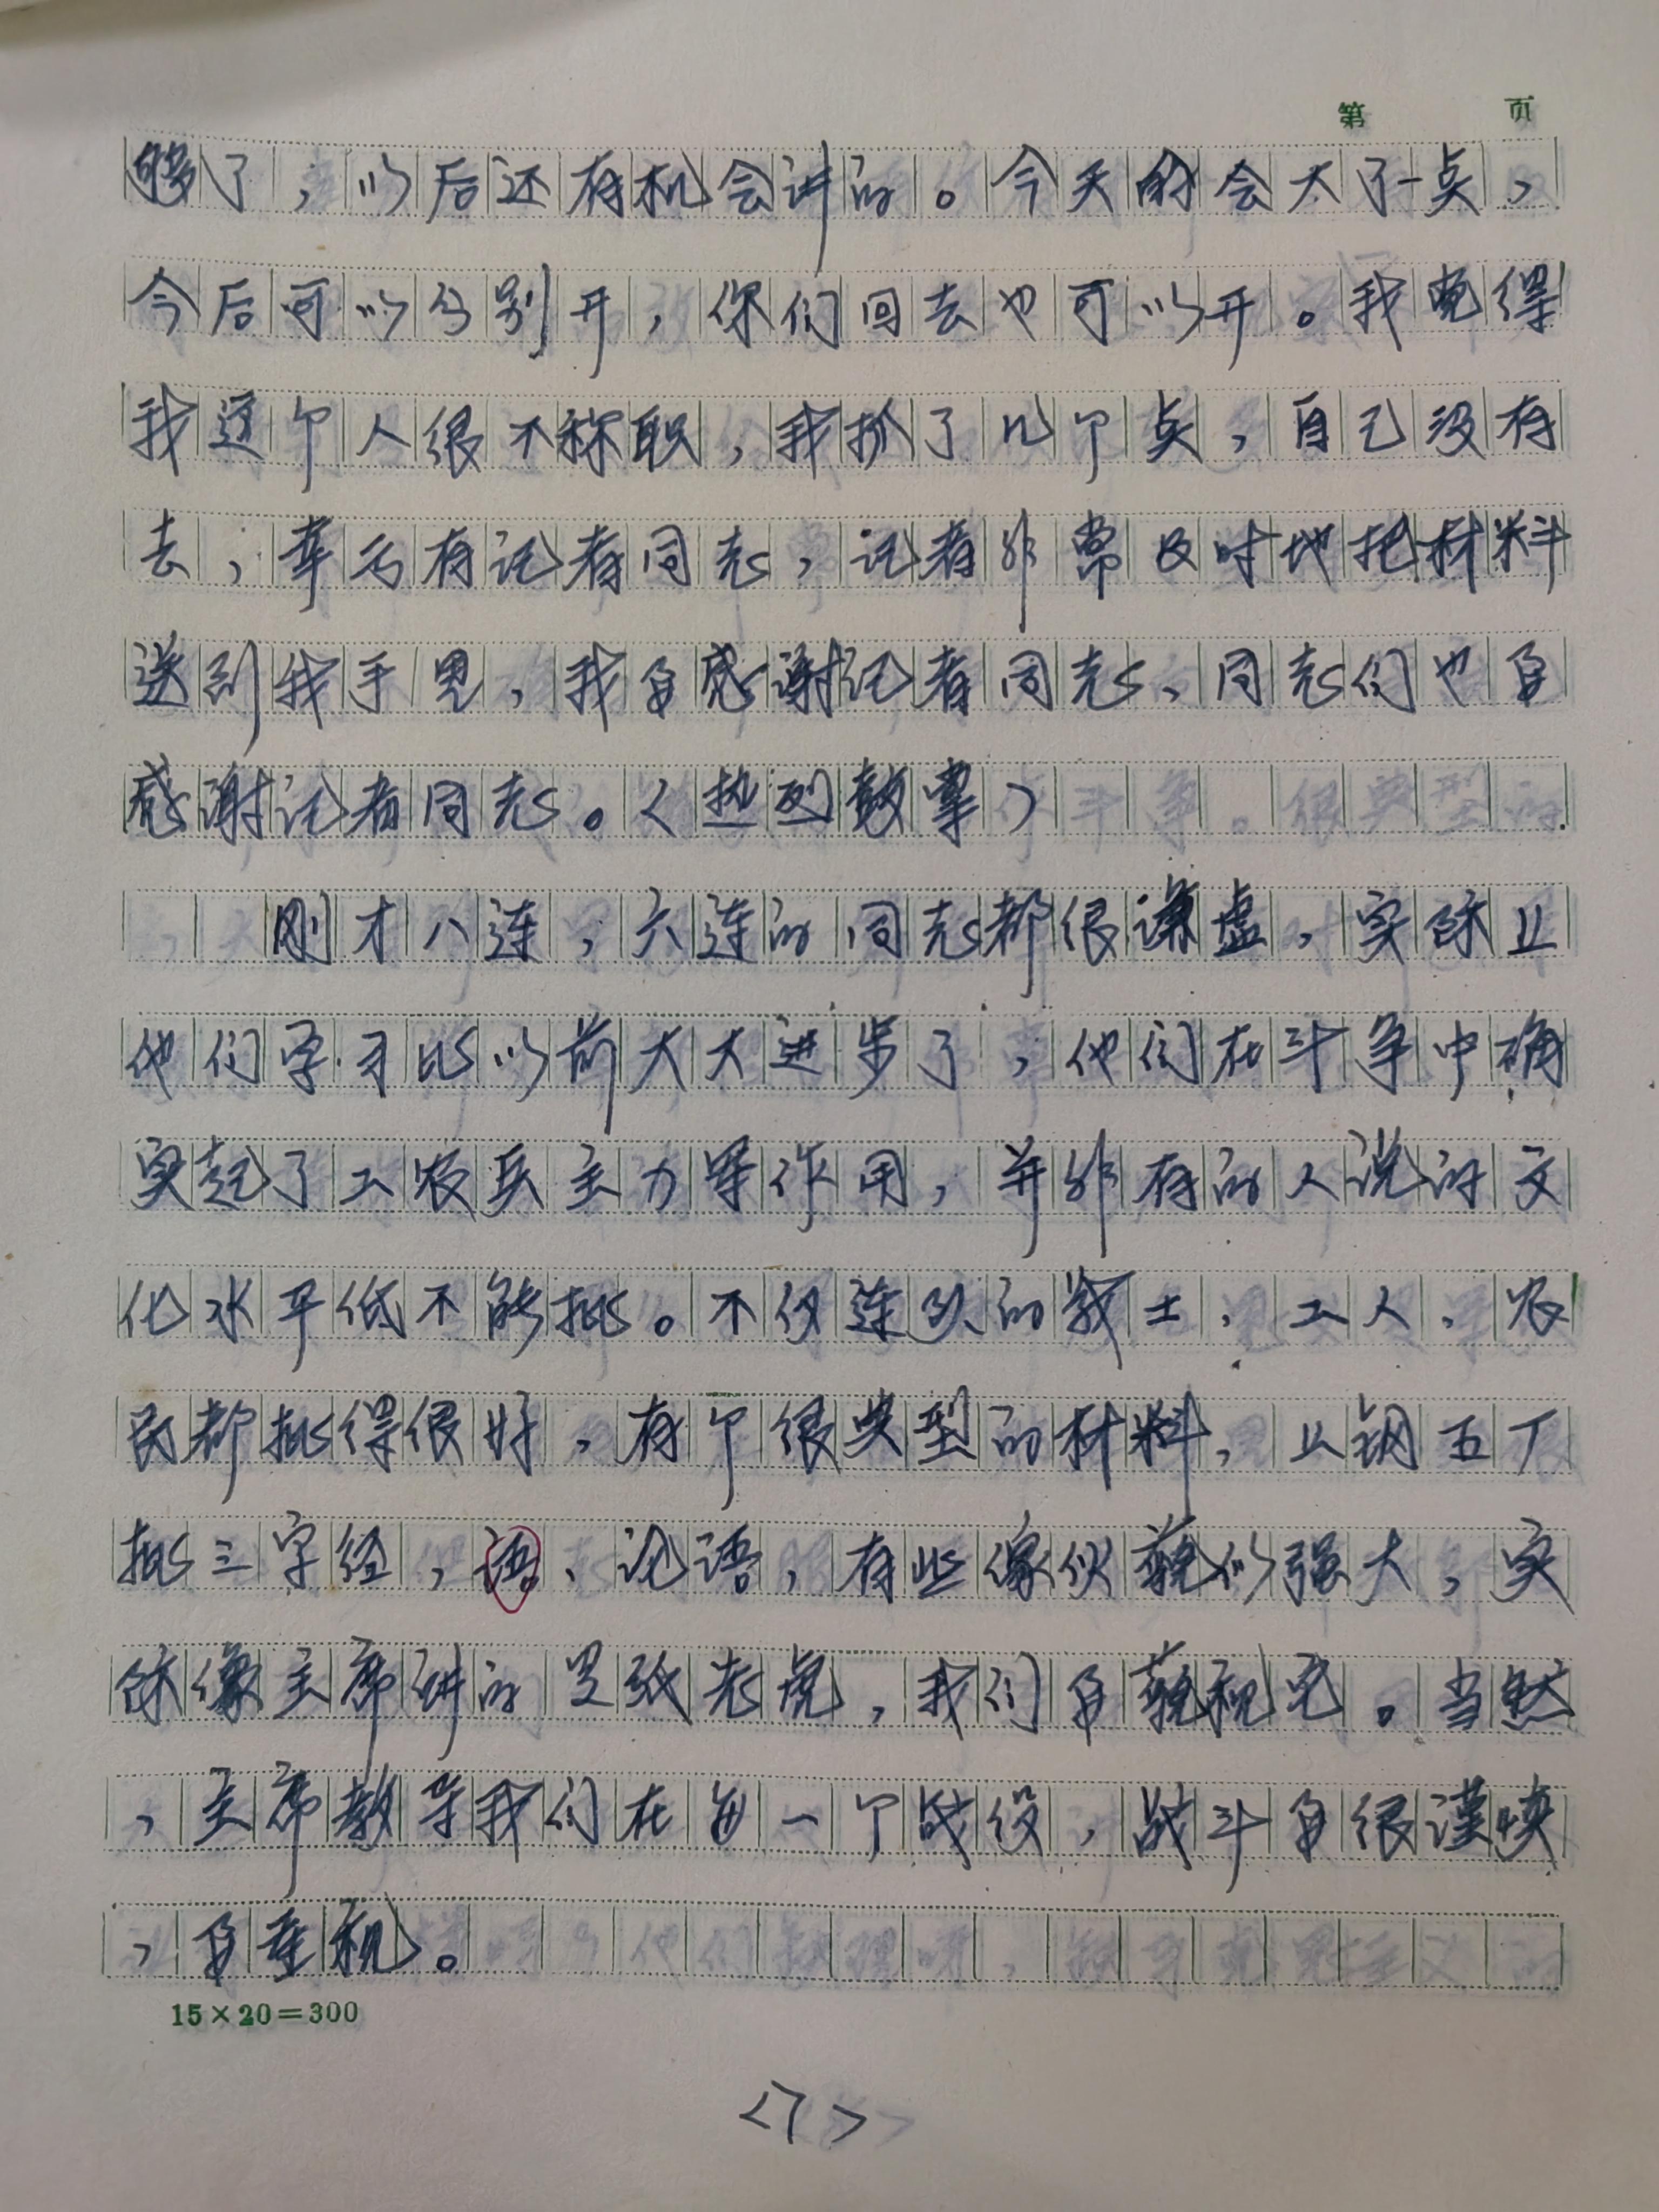 第 页
够了，以后还有机会讲的。今天的会大了一点，
今后可以分别开，你们回去也可以开。我觉得
我这个人很不称职，我抓了几个点，自己没有
去，幸而有记者同志，记者非常及时地把材料
送到我手里，我要感谢记者同志、同志们也要
感谢记者同志。〈热烈鼓掌〉
刚才八连，六连的同志都很谦虚，实际上
他们学习比以前大大进步了，他们在斗争中确
实起了工农兵主力军作用，并非有的人说的文
化水平低不能批。不仅连队的战士，工人，农
民都批得很好，有个很典型的材料，上钢五厂
批三字经，语、论语，有些傢伙貌似强大，实
际像主席讲的是纸老虎，我们要藐视它。当然
，主席教导我们在每一个战役，战斗要很谨慎
，要重视。
15×20＝300
<7>